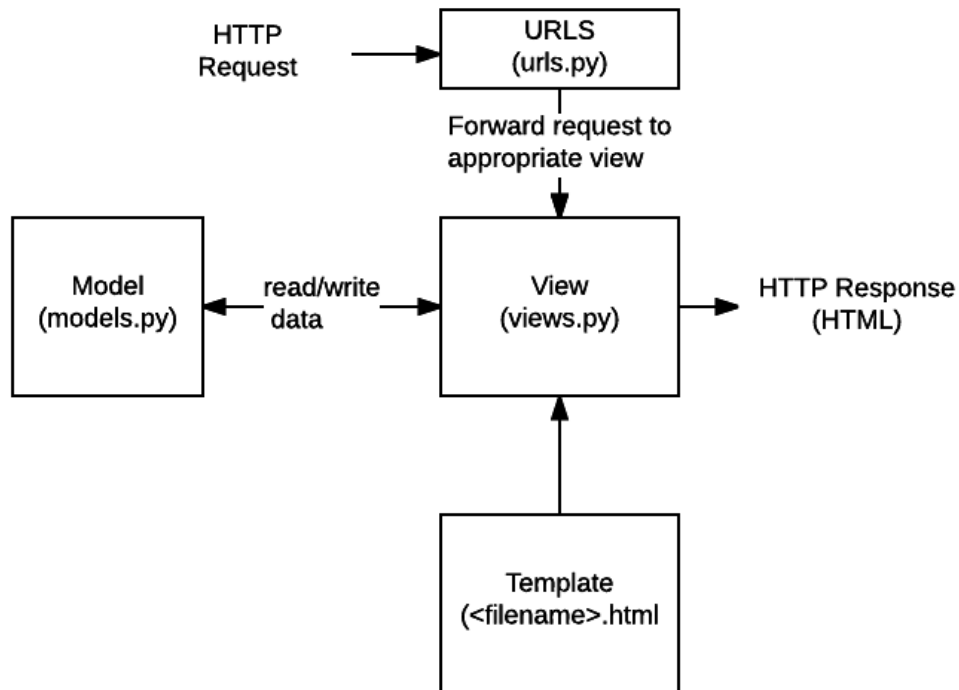 HTTP
Request
URLS
(urls.py)
Forward request to
appropriate view
Model
(models.py)
read/write
data
View
(views.py)
HTTP Response
(HTML)
Template
(<filename>.html